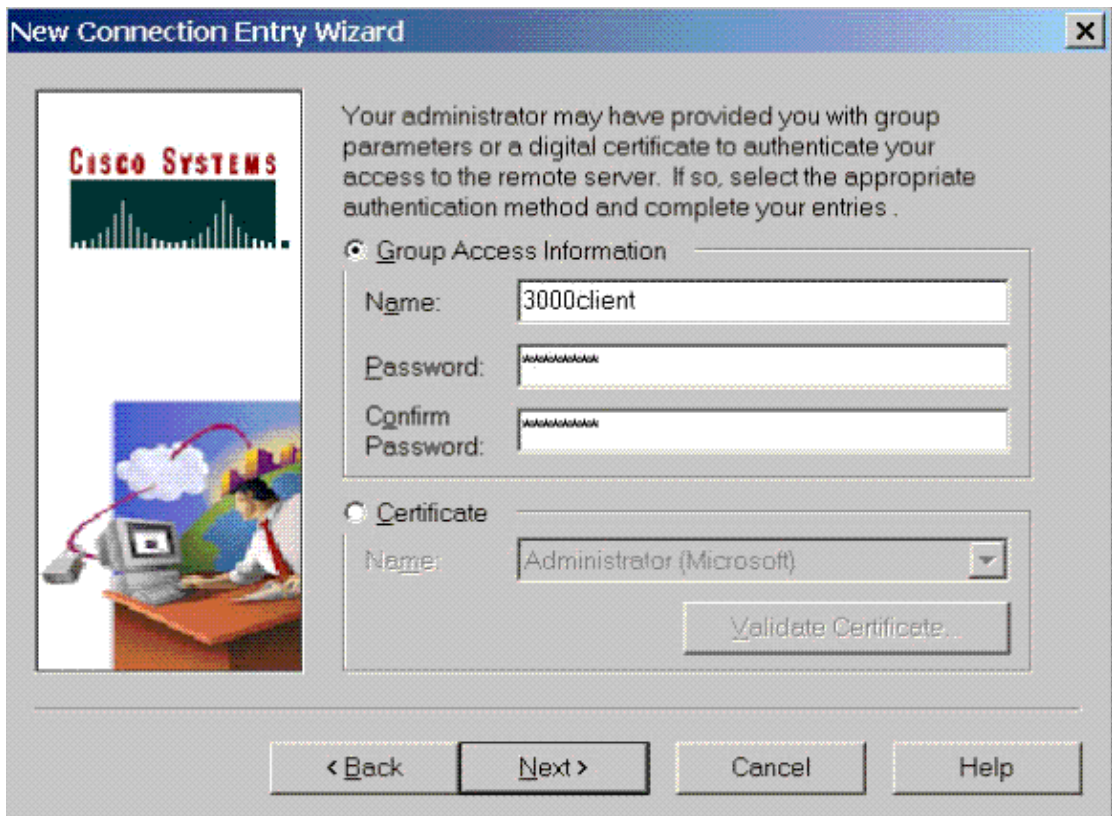 New Connection Entry Wizard
CISCO SYSTEMS
Your administrator may have provided you with group
parameters or a digital certificate to authenticate your
access to the remote server. If so, select the appropriate
authentication method and complete your entries .
Group Access Information
Name:
3000client
Password:
*********
Confirm
Password:
*********
Certificate
Name:
Administrator (Microsoft)
Validate Certificate...
< Back
Next >
Cancel
Help